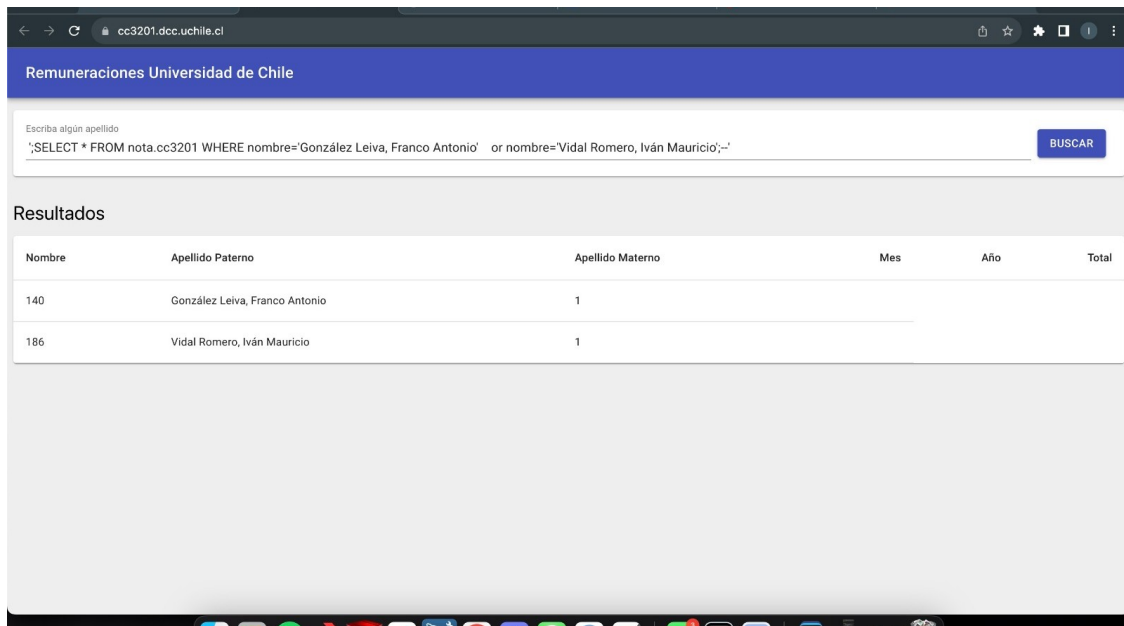 cc3201.dcc.uchile.cl
Remuneraciones Universidad de Chile
Escriba algún apellido
';SELECT * FROM nota.cc3201 WHERE nombre='González Leiva, Franco Antonio' or nombre='Vidal Romero, Iván Mauricio';--'
BUSCAR
Resultados
Nombre Apellido Paterno Apellido Materno Mes Año Total
140 González Leiva, Franco Antonio 1
186 Vidal Romero, Iván Mauricio 1